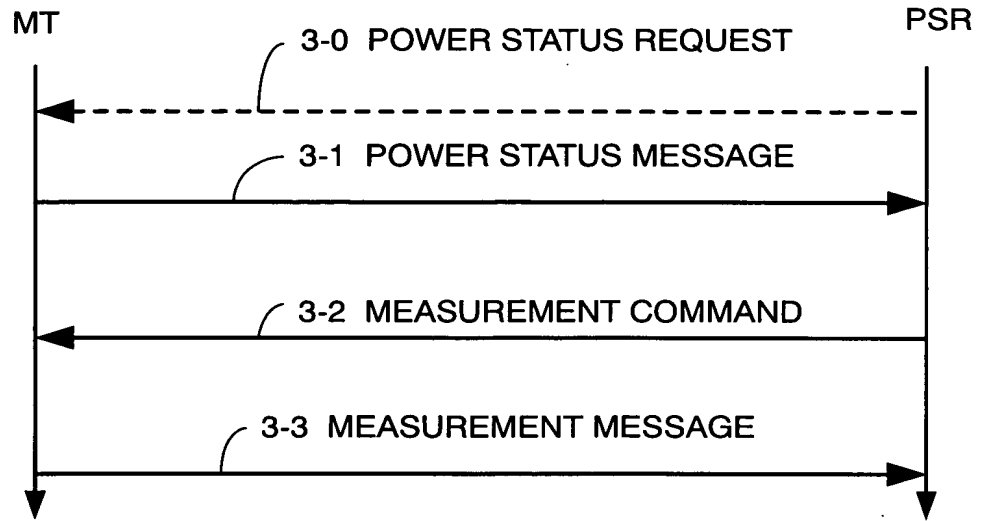 MT
PSR
3-0 POWER STATUS REQUEST
3-1 POWER STATUS MESSAGE
3-2 MEASUREMENT COMMAND
3-3 MEASUREMENT MESSAGE